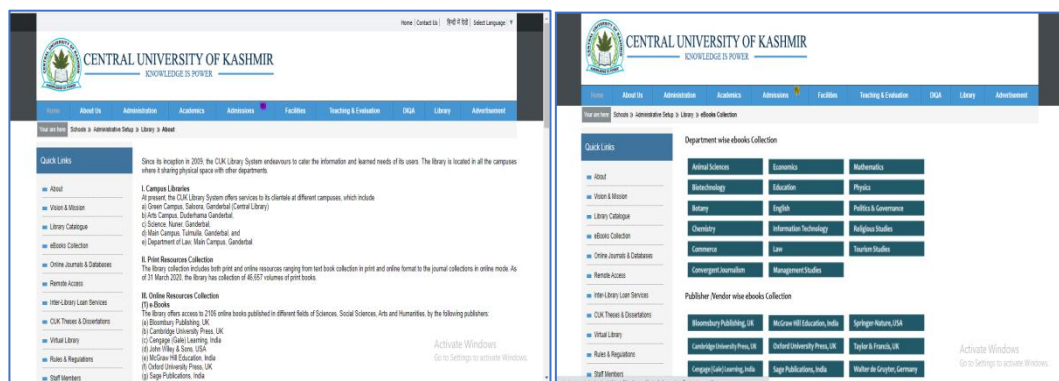 Home | Contact Us | हिन्दी में देखें | Select Language ▼
CENTRAL UNIVERSITY OF KASHMIR
KNOWLEDGE IS POWER
Home About Us Administration Academics Admissions Facilities Teaching & Evaluation DIQA Library Advertisement
Your are here Schools » Administrative Setup » Library » About
Quick Links
About
Vision & Mission
Library Catalogue
eBooks Collection
Online Journals & Databases
Remote Access
Inter-Library Loan Services
CUK Theses & Dissertations
Virtual Library
Rules & Regulations
Staff Members
Since its inception in 2009, the CUK Library System endeavours to cater the information and learned needs of its users. The library is located in all the campuses
where it sharing physical space with other departments.
I. Campus Libraries
At present, the CUK Library System offers services to its clientele at different campuses, which include
a) Green Campus, Saloora, Ganderbal (Central Library)
b) Arts Campus, Duderhama Ganderbal,
c) Science, Nuner, Ganderbal.
d) Main Campus, Tulmulla, Ganderbal, and
e) Department of Law, Main Campus, Ganderbal
II. Print Resources Collection
The library collection includes both print and online resources ranging from text book collection in print and online format to the journal collections in online mode. As
of 31 March 2020, the library has collection of 46,657 volumes of print books.
III. Online Resources Collection
(1) e-Books
The library offers access to 2106 online books published in different fields of Sciences, Social Sciences, Arts and Humanities, by the following publishers:
(a) Bloomsbury Publishing, UK
(b) Cambridge University Press, UK
(c) Cengage (Gale) Learning, India
(d) John Willey & Sons, USA
(e) McGraw Hill Education, India
(f) Oxford University Press, UK
(g) Sage Publications, India
Activate Windows
Go to Settings to activate Windows.
CENTRAL UNIVERSITY OF KASHMIR
KNOWLEDGE IS POWER
Home About Us Administration Academics Admissions Facilities Teaching & Evaluation DIQA Library Advertisement
Your are here Schools » Administrative Setup » Library » eBooks Collection
Quick Links
About
Vision & Mission
Library Catalogue
eBooks Collection
Online Journals & Databases
Remote Access
Inter-Library Loan Services
CUK Theses & Dissertations
Virtual Library
Rules & Regulations
Staff Members
Department wise ebooks Collection
Animal Sciences Economics Mathematics
Biotechnology Education Physics
Botany English Politics & Governance
Chemistry Information Technology Religious Studies
Commerce Law Tourism Studies
Convergent Journalism Management Studies
Publisher /Vendor wise ebooks Collection
Bloomsbury Publishing, UK McGraw Hill Education, India Springer-Nature, USA
Cambridge University Press, UK Oxford University Press, UK Taylor & Francis, UK
Cengage (Gale) Learning, India Sage Publications, India Walter de Gruyter, Germany
Activate Windows
Go to Settings to activate Windows.